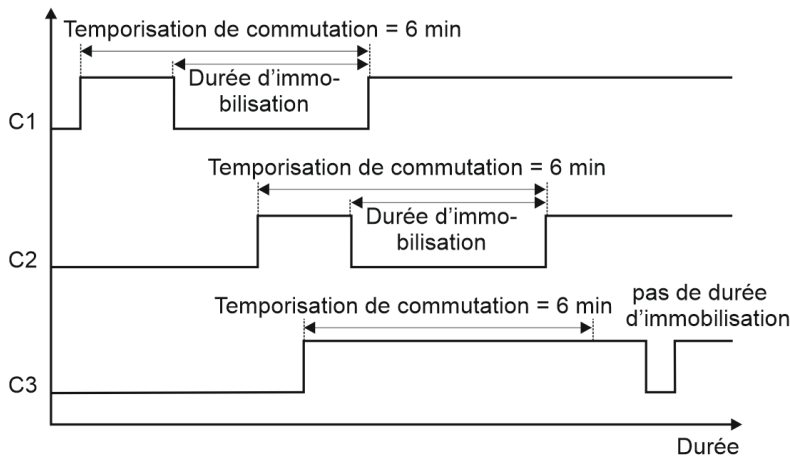 Temporisation de commutation = 6 min
Durée d’immo-
bilisation
C1
Temporisation de commutation = 6 min
Durée d’immo-
bilisation
C2
Temporisation de commutation = 6 min
pas de durée
d’immobilisation
C3
Durée